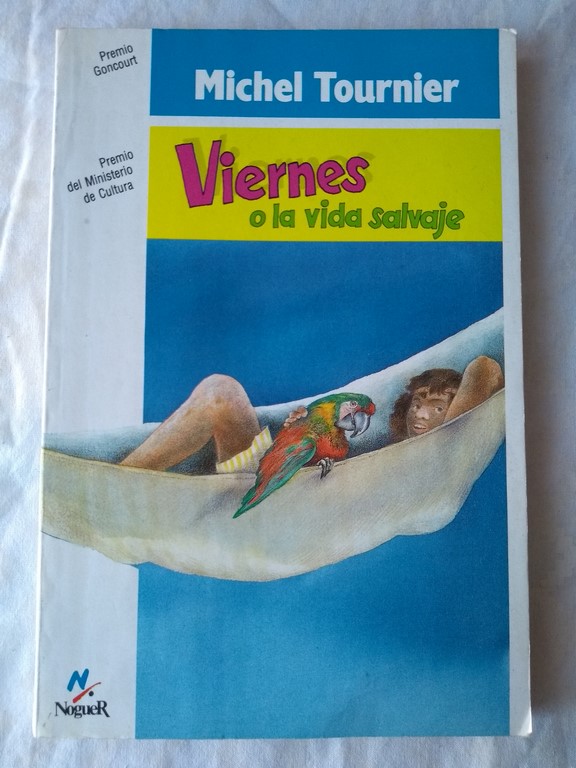 Premio
Goncourt
Michel Tournier
Premio
del Ministerio
de Cultura
Viernes
o la vida salvaje
N
NogueR